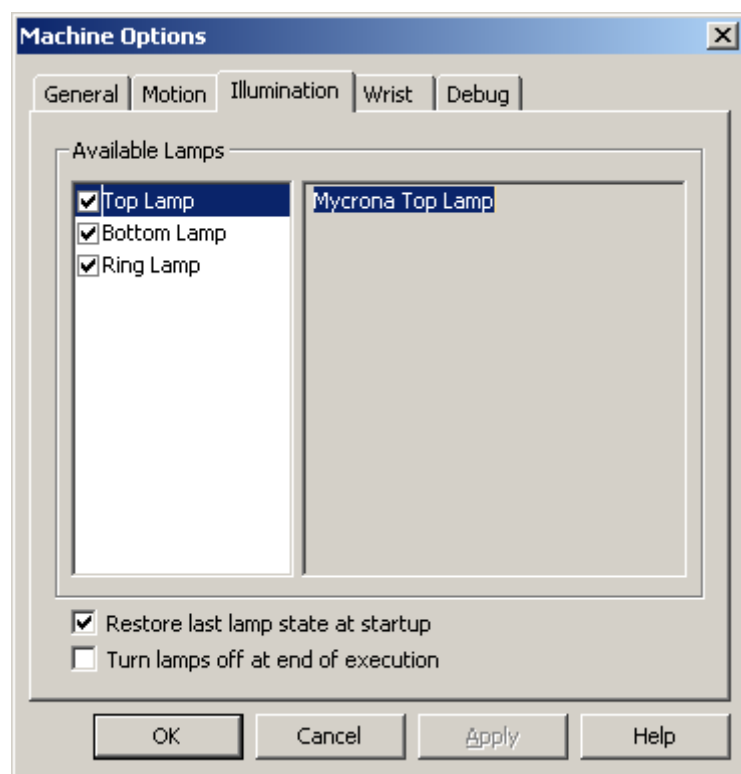 Machine Options
General Motion Illumination Wrist Debug
Available Lamps
Top Lamp Mycrona Top Lamp
Bottom Lamp
Ring Lamp
Restore last lamp state at startup
Turn lamps off at end of execution
OK Cancel Apply Help